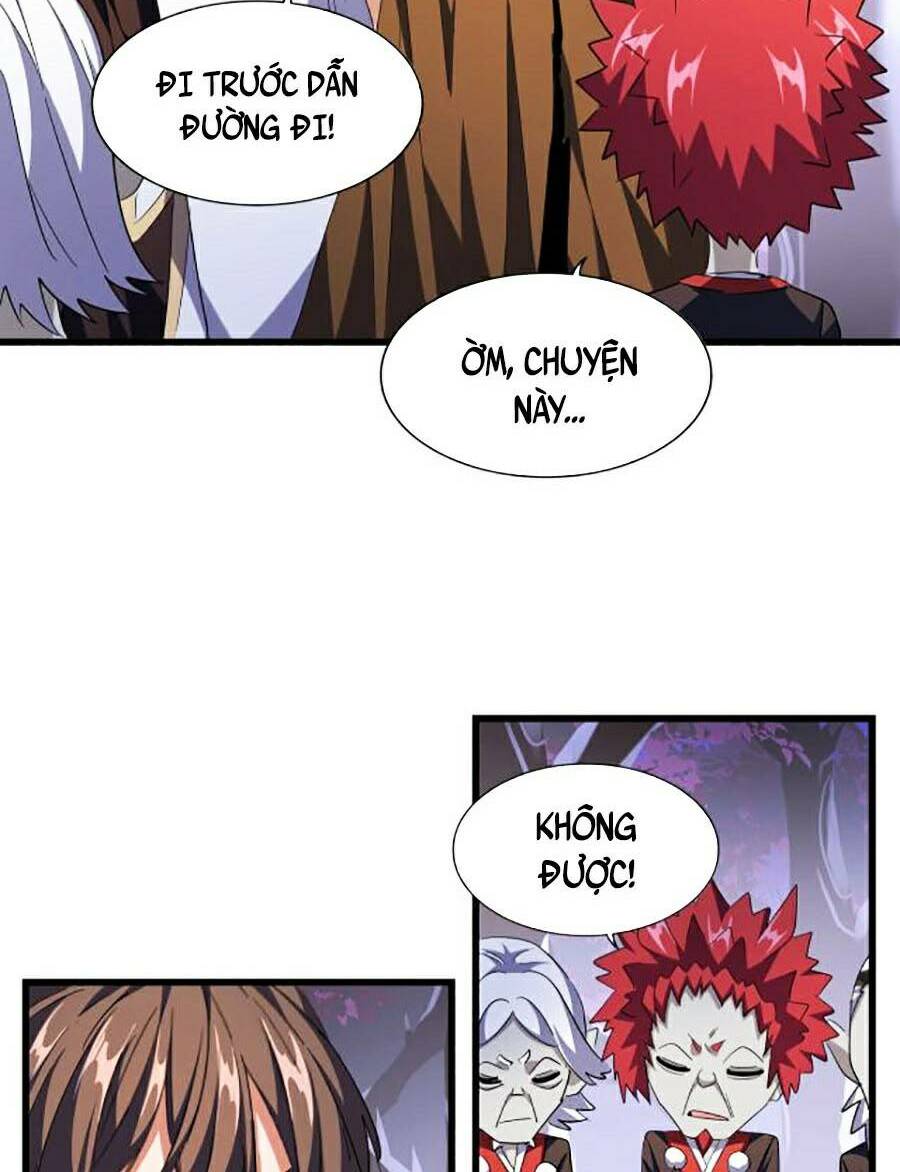 ĐI TRƯỚC DẪN
ĐƯỜNG ĐI!
ỜM, CHUYỆN
NÀY...
KHÔNG
ĐƯỢC!